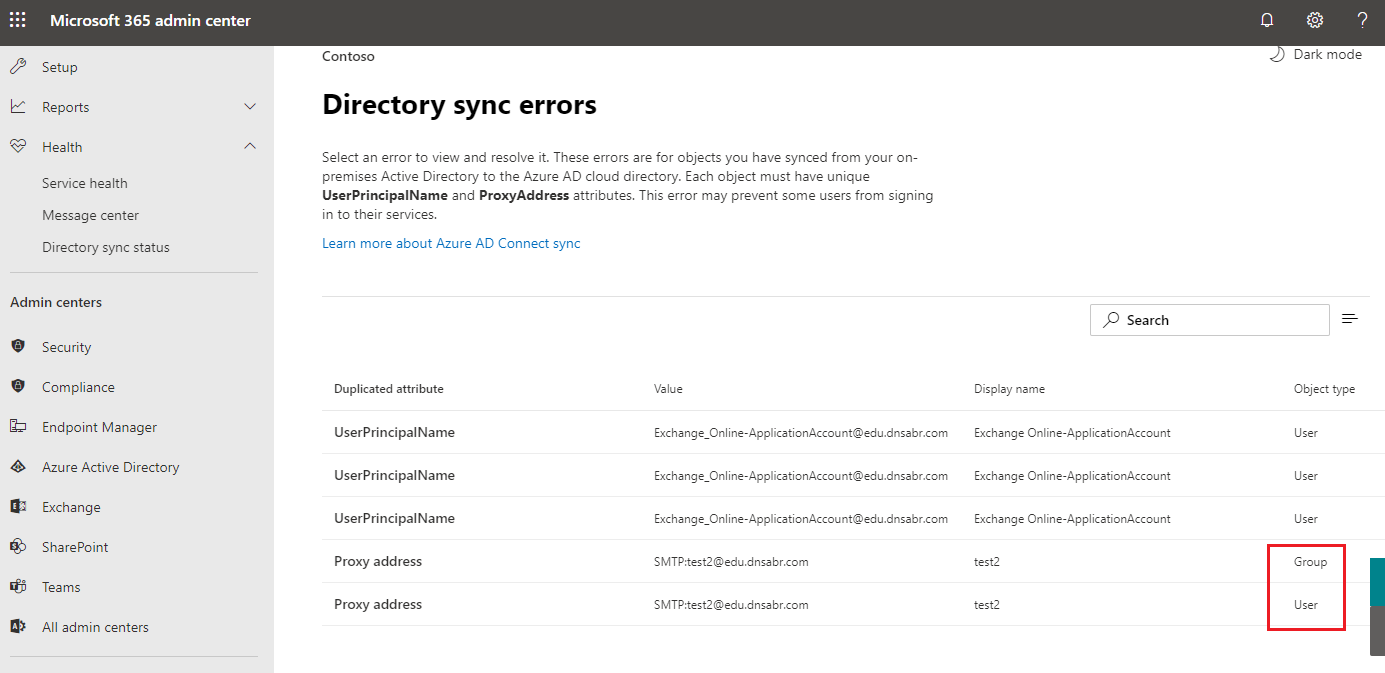 Microsoft 365 admin center
Setup
Reports
Health
Service health
Message center
Directory sync status
Admin centers
Security
Compliance
Endpoint Manager
Azure Active Directory
Exchange
SharePoint
Teams
All admin centers
Contoso
Dark mode
Directory sync errors
Select an error to view and resolve it. These errors are for objects you have synced from your on-
premises Active Directory to the Azure AD cloud directory. Each object must have unique
UserPrincipalName and ProxyAddress attributes. This error may prevent some users from signing
in to their services.
Learn more about Azure AD Connect sync
Search
Duplicated attribute Value Display name Object type
UserPrincipalName Exchange_Online-ApplicationAccount@edu.dnsabr.com Exchange Online-ApplicationAccount User
UserPrincipalName Exchange_Online-ApplicationAccount@edu.dnsabr.com Exchange Online-ApplicationAccount User
UserPrincipalName Exchange_Online-ApplicationAccount@edu.dnsabr.com Exchange Online-ApplicationAccount User
Proxy address SMTP:test2@edu.dnsabr.com test2 Group
Proxy address SMTP:test2@edu.dnsabr.com test2 User